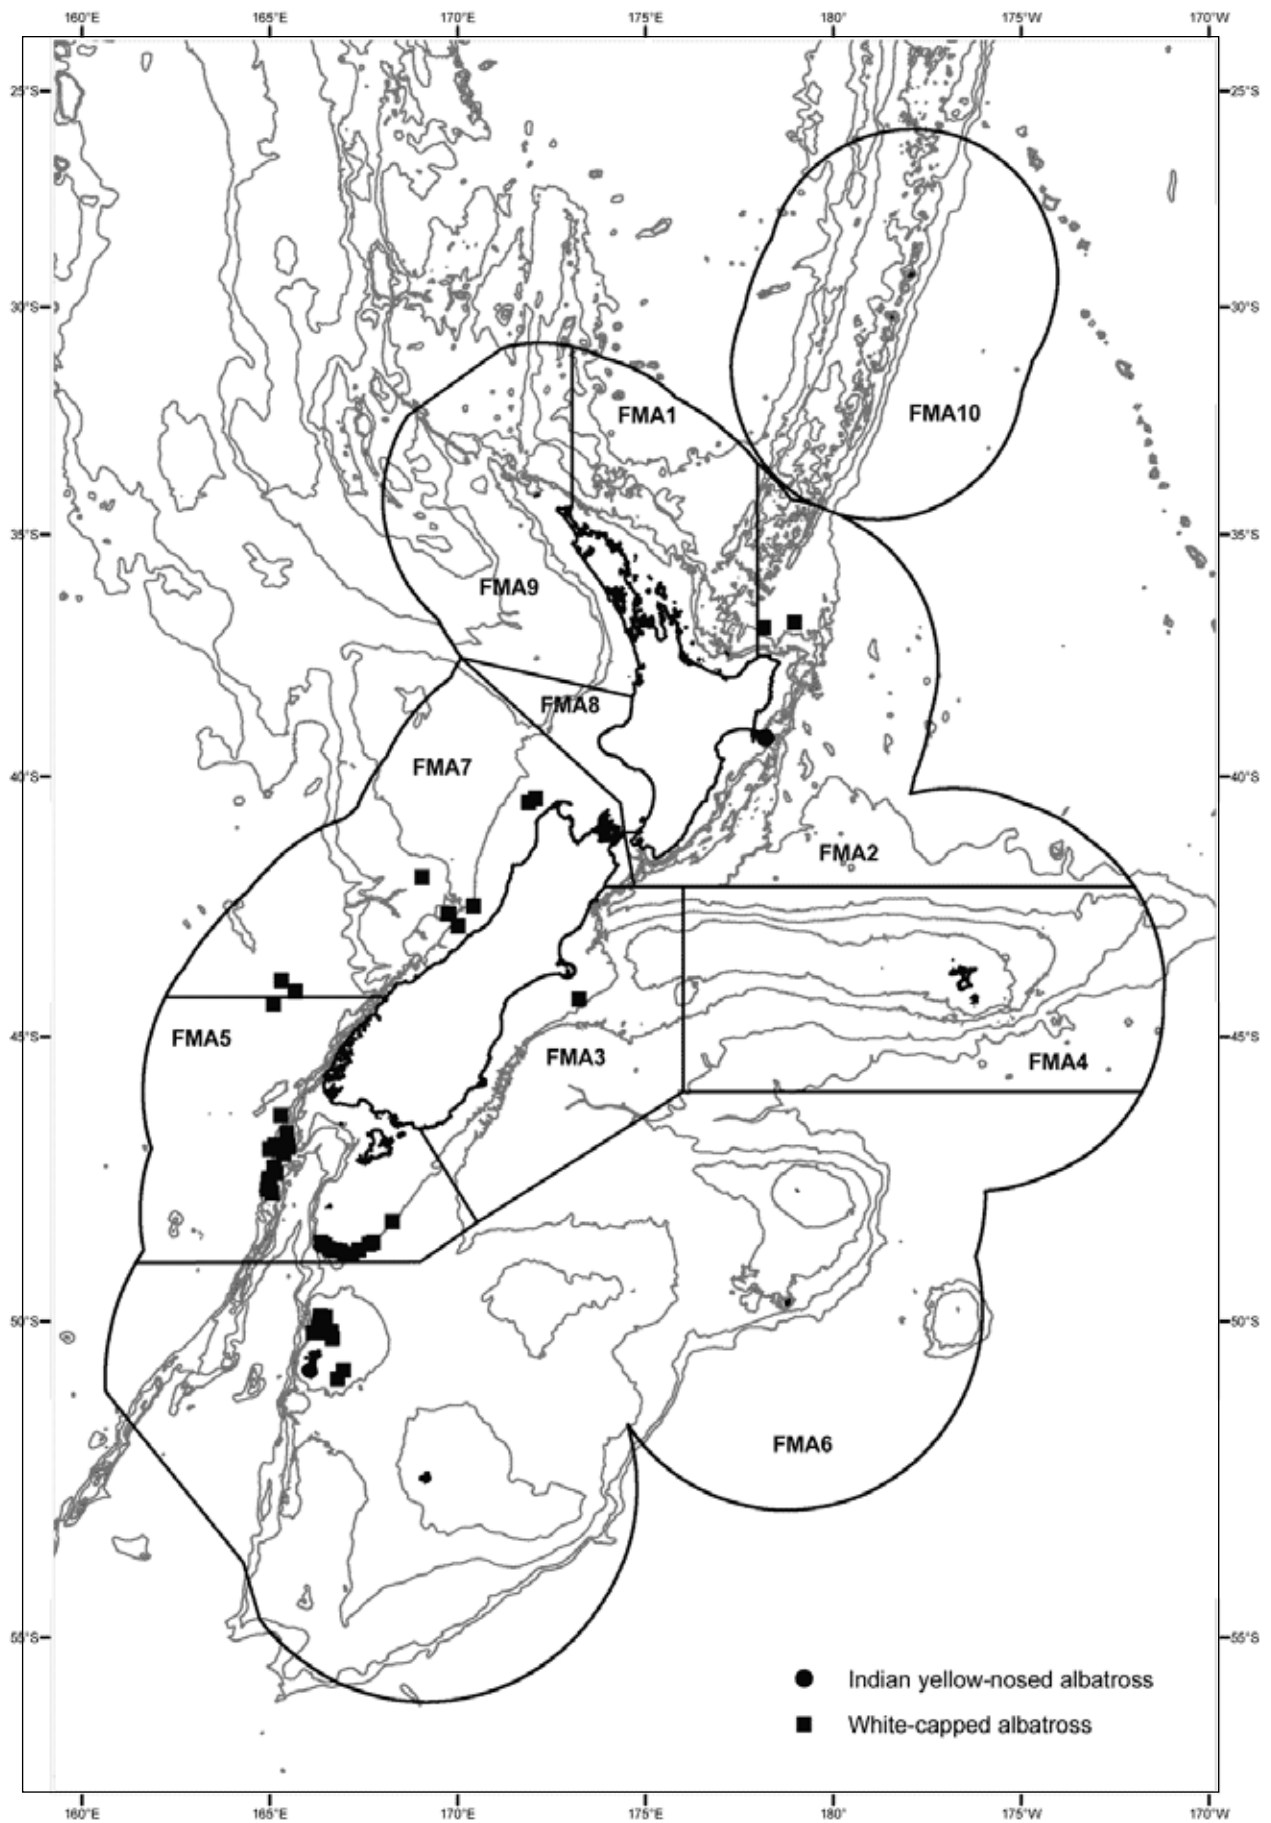 160°E 165°E 170°E 175°E 180° 175°W 170°W
25°S 25°S
30°S 30°S
FMA1
FMA10
35°S 35°S
FMA9
FMA8
FMA7
40°S 40°S
FMA2
FMA5
45°S 45°S
FMA3
FMA4
50°S 50°S
FMA6
55°S 55°S
Indian yellow-nosed albatross
White-capped albatross
160°E 165°E 170°E 175°E 180° 175°W 170°W